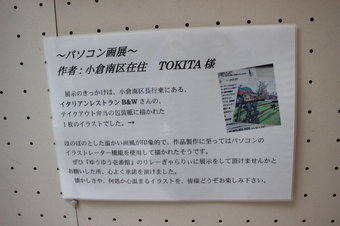 ~パソコン画展~
作者:小倉南区在住 TOKITA 様
展示のきっかけは、小倉南区長行東にある、
イタリアンレストラン B&W さんの、
テイクアウト弁当の包装紙に描かれた
1枚のイラストでした。→
ほのぼのとした温かい画風が印象的で、作品製作に至ってはパソコンの
イラストレーター機能を使用して描かれたそうです。
ぜひ『ゆうゆう壱番館』のりれーぎゃらりぃに展示をして頂けませんかと
お願いした所、心よく承諾を頂けました。
懐かしさや、何処か心温まるイラストを、皆様どうぞお楽しみ下さい。